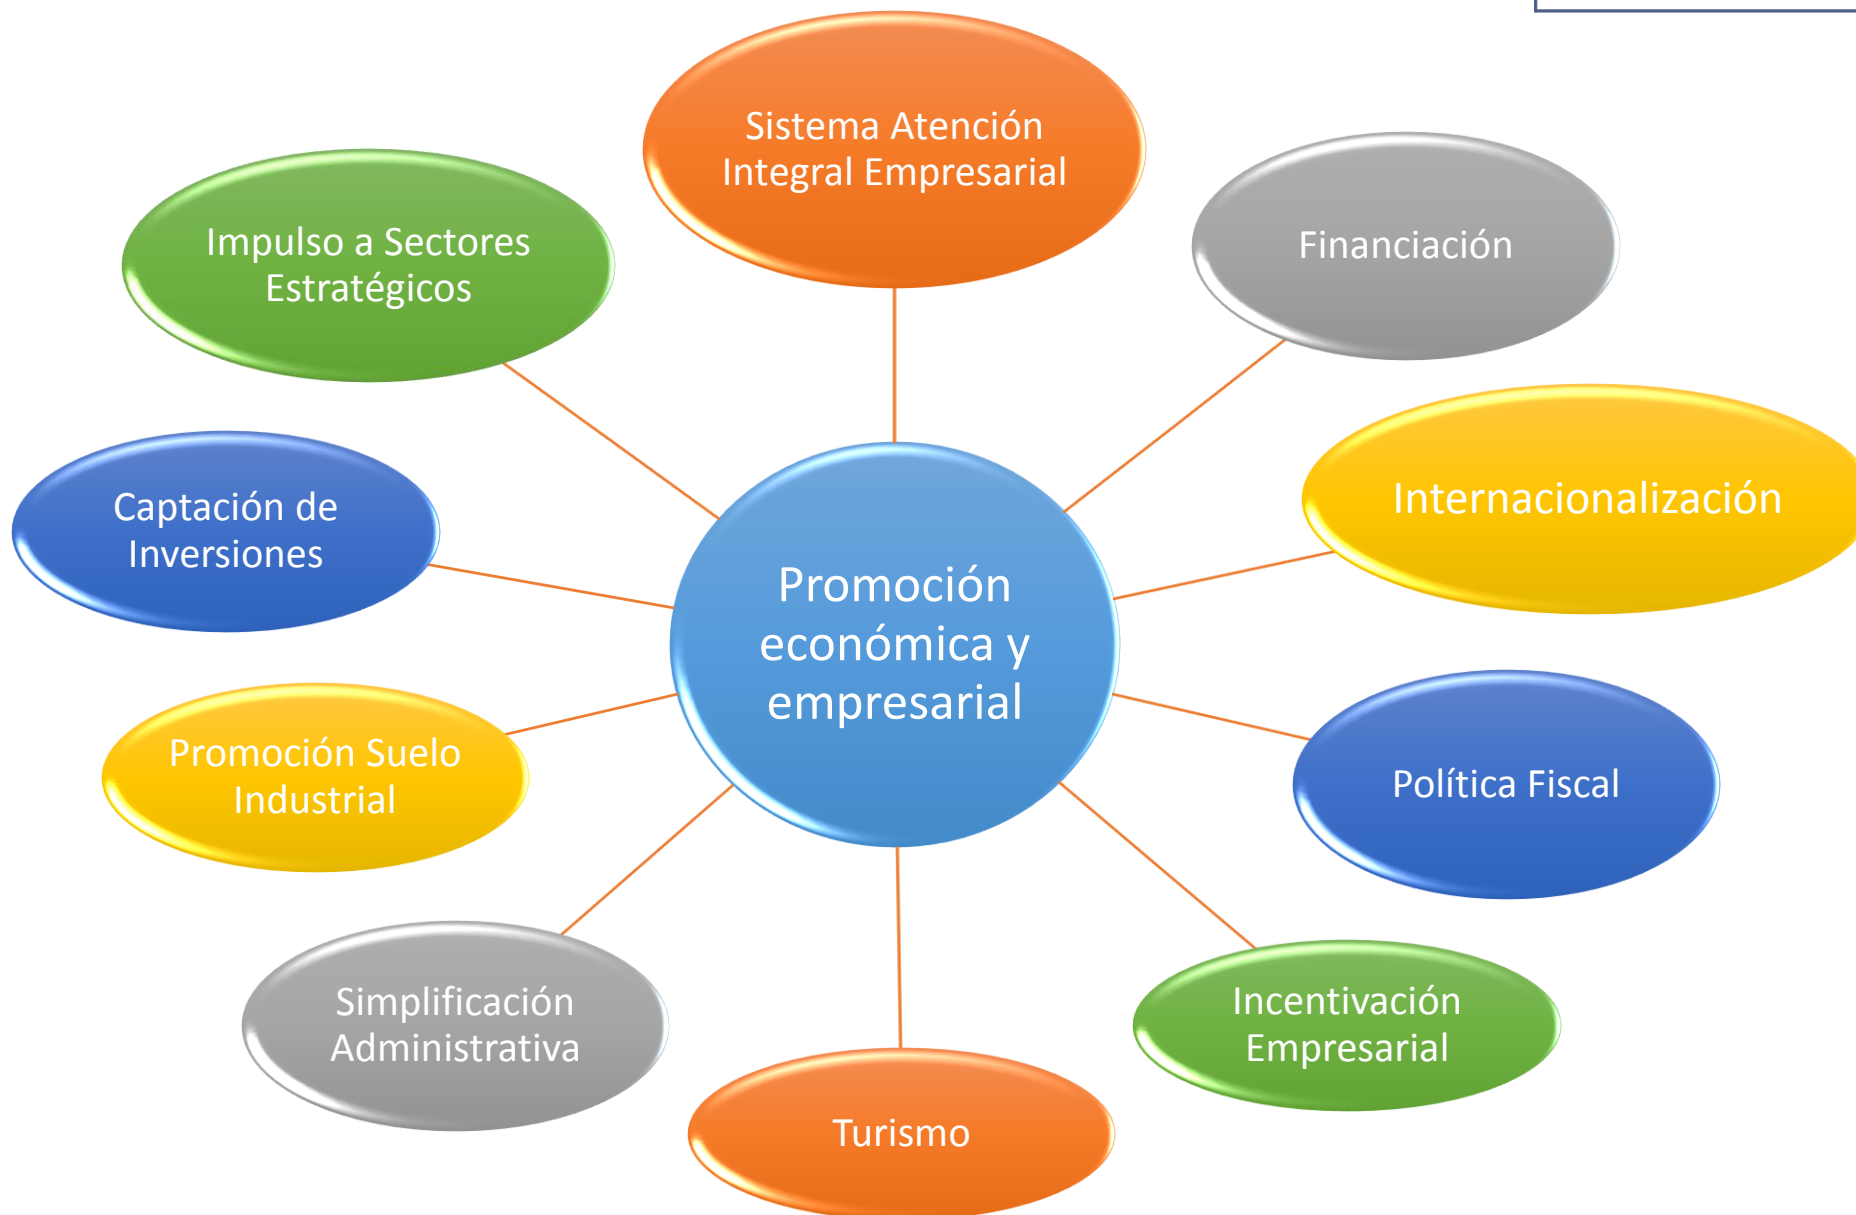 Sistema Atención
Integral Empresarial
Financiación
Internacionalización
Política Fiscal
Incentivación
Empresarial
Turismo
Simplificación
Administrativa
Promoción Suelo
Industrial
Captación de
Inversiones
Impulso a Sectores
Estratégicos
Promoción
económica y
empresarial